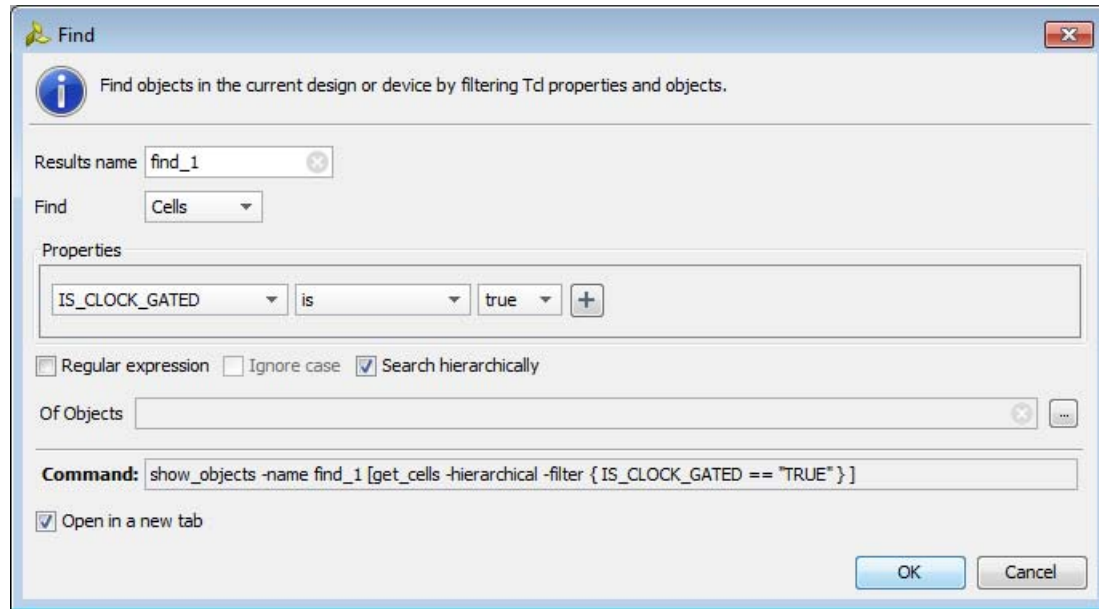 Find
Find objects in the current design or device by filtering Tcl properties and objects.
Results name find_1
Find Cells
Properties
IS_CLOCK_GATED is true +
Regular expression Ignore case Search hierarchically
Of Objects ...
Command: show_objects -name find_1 [get_cells -hierarchical -filter { IS_CLOCK_GATED == "TRUE" } ]
Open in a new tab
OK Cancel